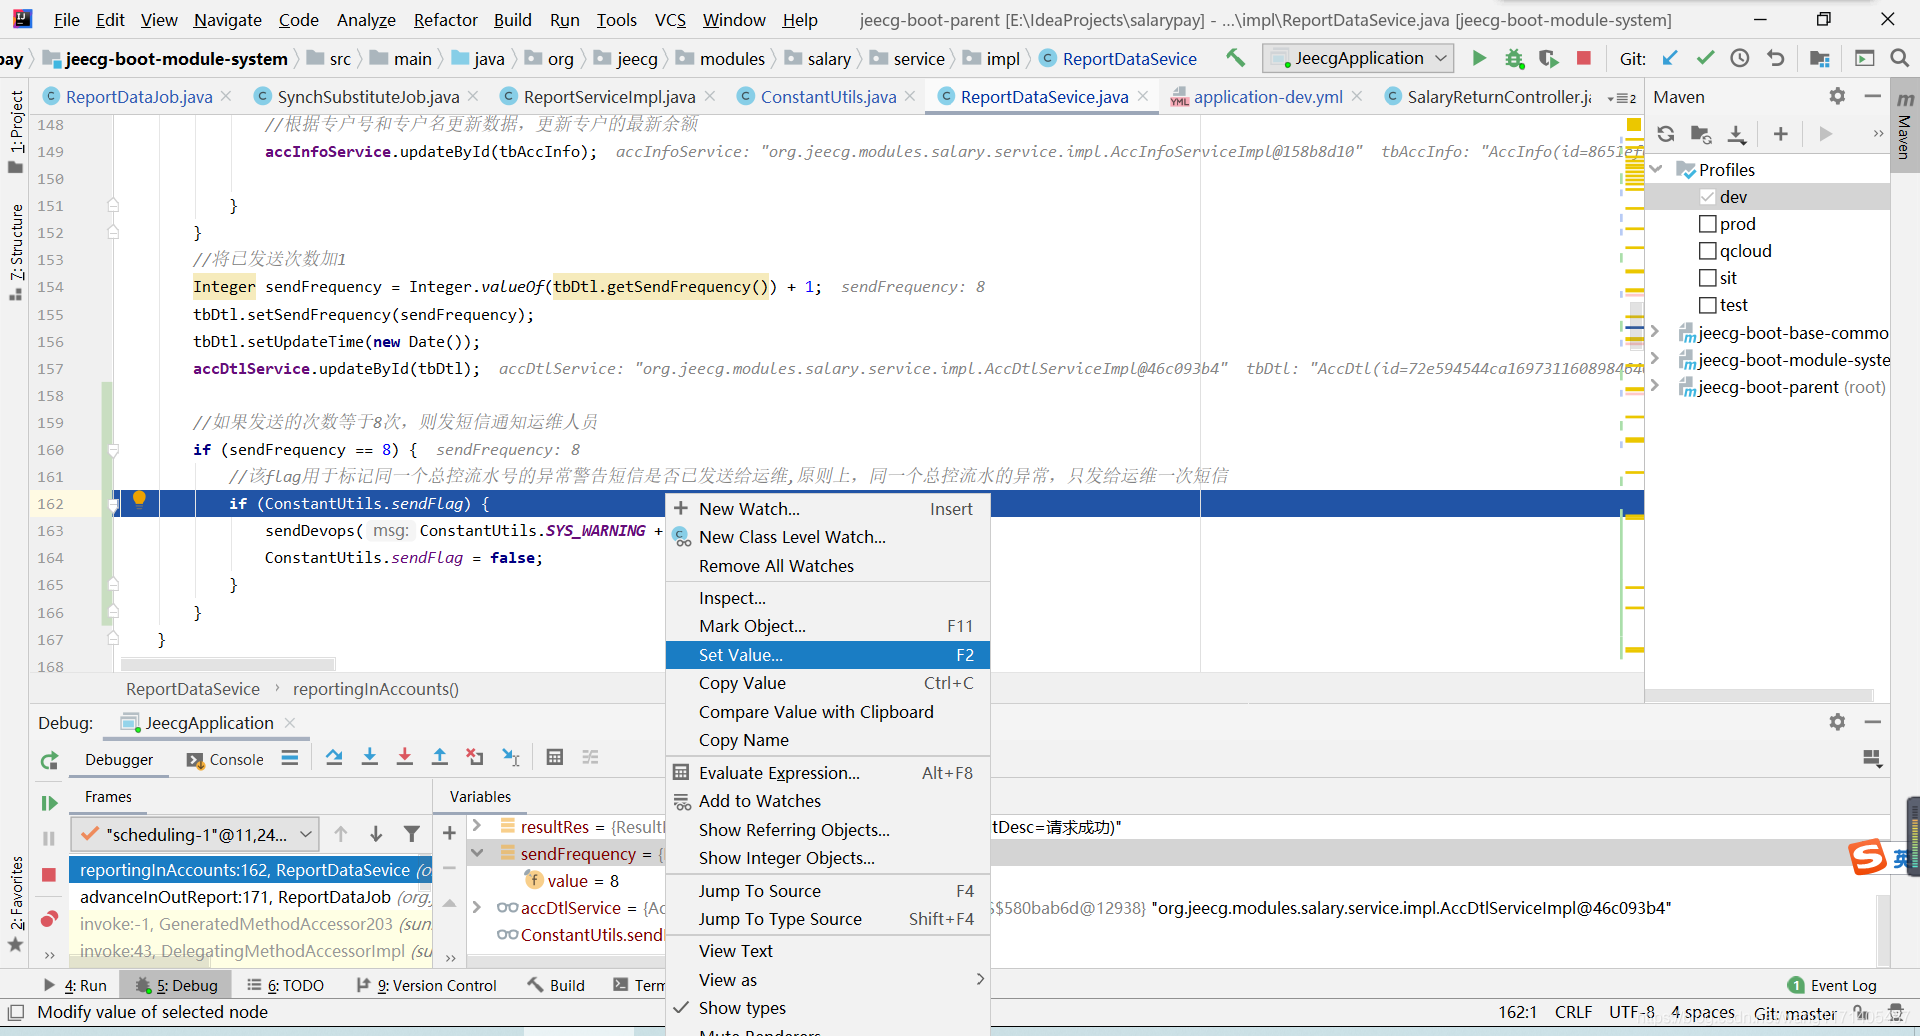 File Edit View Navigate Code Analyze Refactor Build Run Tools VCS Window Help jeecg-boot-parent [E:\IdeaProjects\salarypay] - ...\impl\ReportDataSevice.java [jeecg-boot-module-system]
pay jeecg-boot-module-system src main java org jeecg modules salary service impl ReportDataSevice JeecgApplication Git:
ReportDataJob.java SynchSubstituteJob.java ReportServiceImpl.java ConstantUtils.java ReportDataSevice.java application-dev.yml SalaryReturnController.ja 2 Maven
1: Project
7: Structure
2: Favorites
Maven
148 //根据专户号和专户名更新数据，更新专户的最新余额
149 accInfoService.updateById(tbAccInfo); accInfoService: "org.jeecg.modules.salary.service.impl.AccInfoServiceImpl@158b8d10" tbAccInfo: "AccInfo(id=8651ef
150
151 }
152 }
153 //将已发送次数加1
154 Integer sendFrequency = Integer.valueOf(tbDtl.getSendFrequency()) + 1; sendFrequency: 8
155 tbDtl.setSendFrequency(sendFrequency);
156 tbDtl.setUpdateTime(new Date());
157 accDtlService.updateById(tbDtl); accDtlService: "org.jeecg.modules.salary.service.impl.AccDtlServiceImpl@46c093b4" tbDtl: "AccDtl(id=72e594544ca1697311608984640
158
159 //如果发送的次数等于8次，则发短信通知运维人员
160 if (sendFrequency == 8) { sendFrequency: 8
161 //该flag用于标记同一个总控流水号的异常警告短信是否已发送给运维,原则上，同一个总控流水的异常，只发给运维一次短信
162 if (ConstantUtils.sendFlag) {
163 sendDevops( msg: ConstantUtils.SYS_WARNING +
164 ConstantUtils.sendFlag = false;
165 }
166 }
167 }
168
Profiles
dev
prod
qcloud
sit
test
jeecg-boot-base-commo
jeecg-boot-module-syste
jeecg-boot-parent (root)
New Watch... Insert
New Class Level Watch...
Remove All Watches
Inspect...
Mark Object... F11
Set Value... F2
Copy Value Ctrl+C
Compare Value with Clipboard
Copy Name
Evaluate Expression... Alt+F8
Add to Watches
Show Referring Objects...
Show Integer Objects...
Jump To Source F4
Jump To Type Source Shift+F4
View Text
View as
Show types
Mute Renderers
ReportDataSevice reportingInAccounts()
Debug: JeecgApplication
Debugger Console
Frames Variables
"scheduling-1"@11,24...
reportingInAccounts:162, ReportDataSevice (o
advanceInOutReport:171, ReportDataJob (org.
invoke:-1, GeneratedMethodAccessor203 (sun
invoke:43, DelegatingMethodAccessorImpl (su
resultRes = {ResultI tDesc=请求成功)"
sendFrequency = {
value = 8
accDtlService = {Ac $$580bab6d@12938} "org.jeecg.modules.salary.service.impl.AccDtlServiceImpl@46c093b4"
ConstantUtils.send
英
4: Run 5: Debug 6: TODO 9: Version Control Build Term 1 Event Log
Modify value of selected node 162:1 CRLF UTF-8 4 spaces Git: master